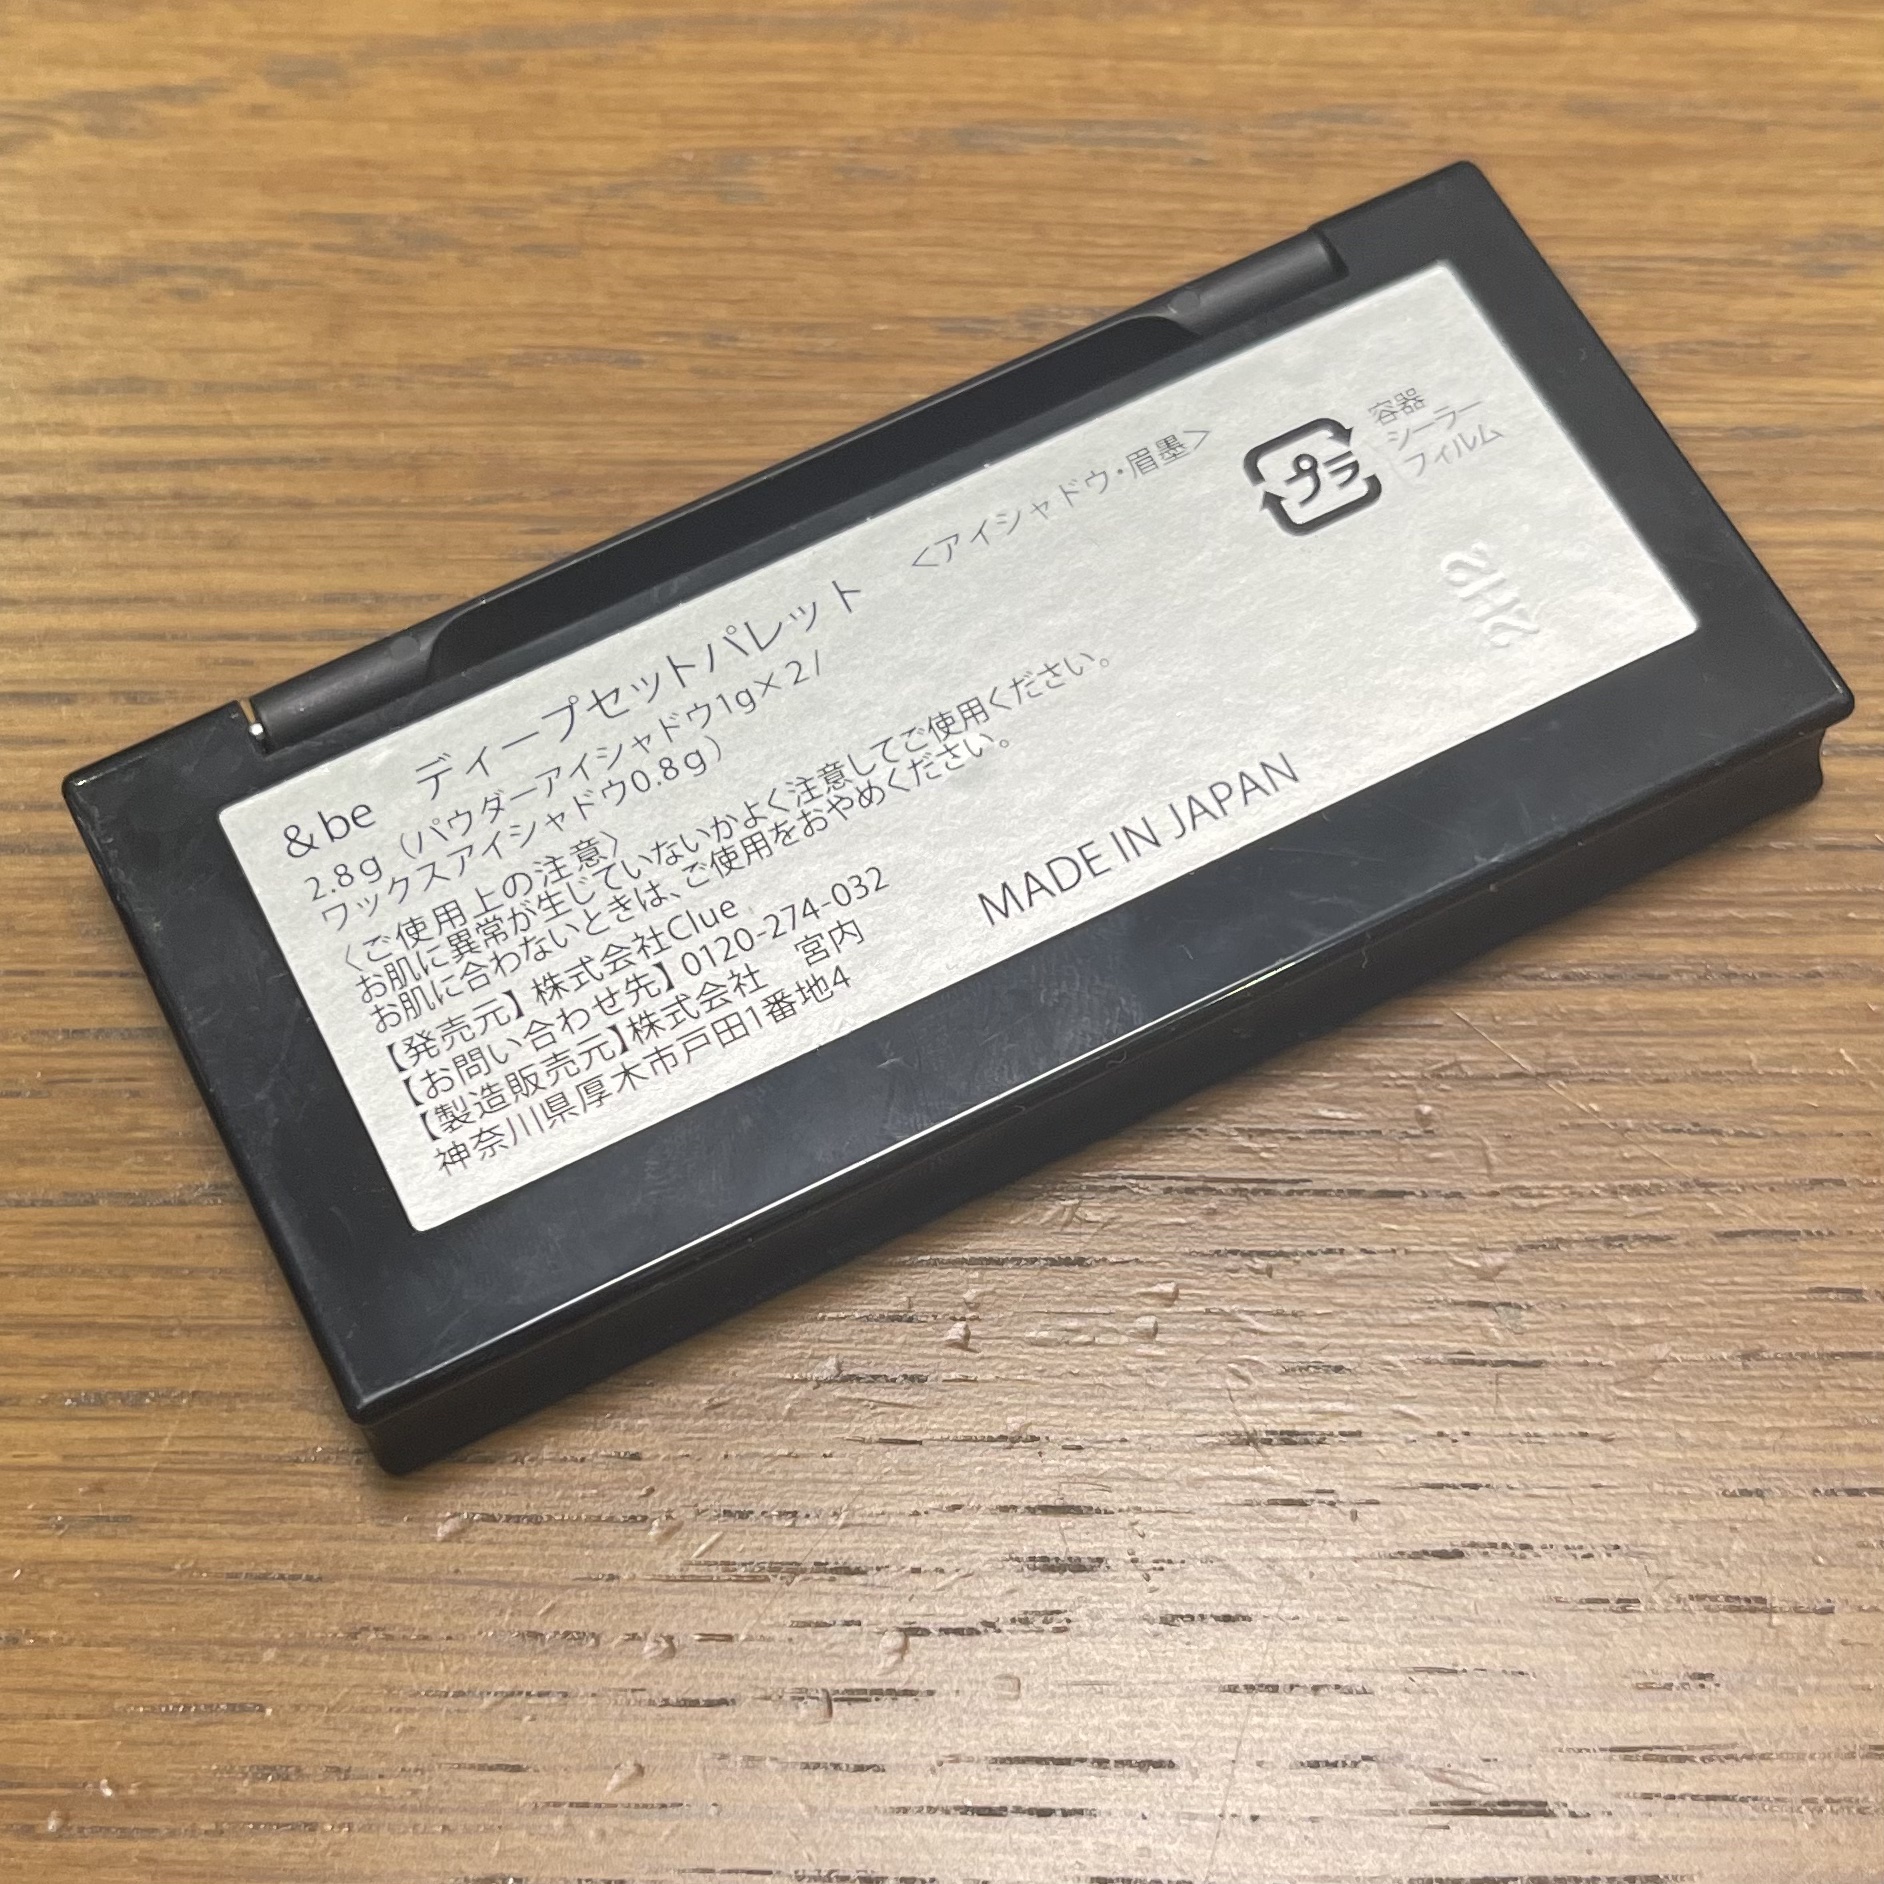 &be ディープセットパレット <アイシャドウ・眉墨>
2.8g（パウダーアイシャドウ1g×2/
ワックスアイシャドウ0.8g）
〈ご使用上の注意〉
お肌に異常が生じていないかよく注意してご使用ください。
お肌に合わないときは、ご使用をおやめください。
【発売元】株式会社Clue
【お問い合わせ先】0120-274-032
【製造販売元】株式会社 宮内
神奈川県厚木市戸田1番地4
MADE IN JAPAN
プラ
容器
シーラー
フィルム
2H2